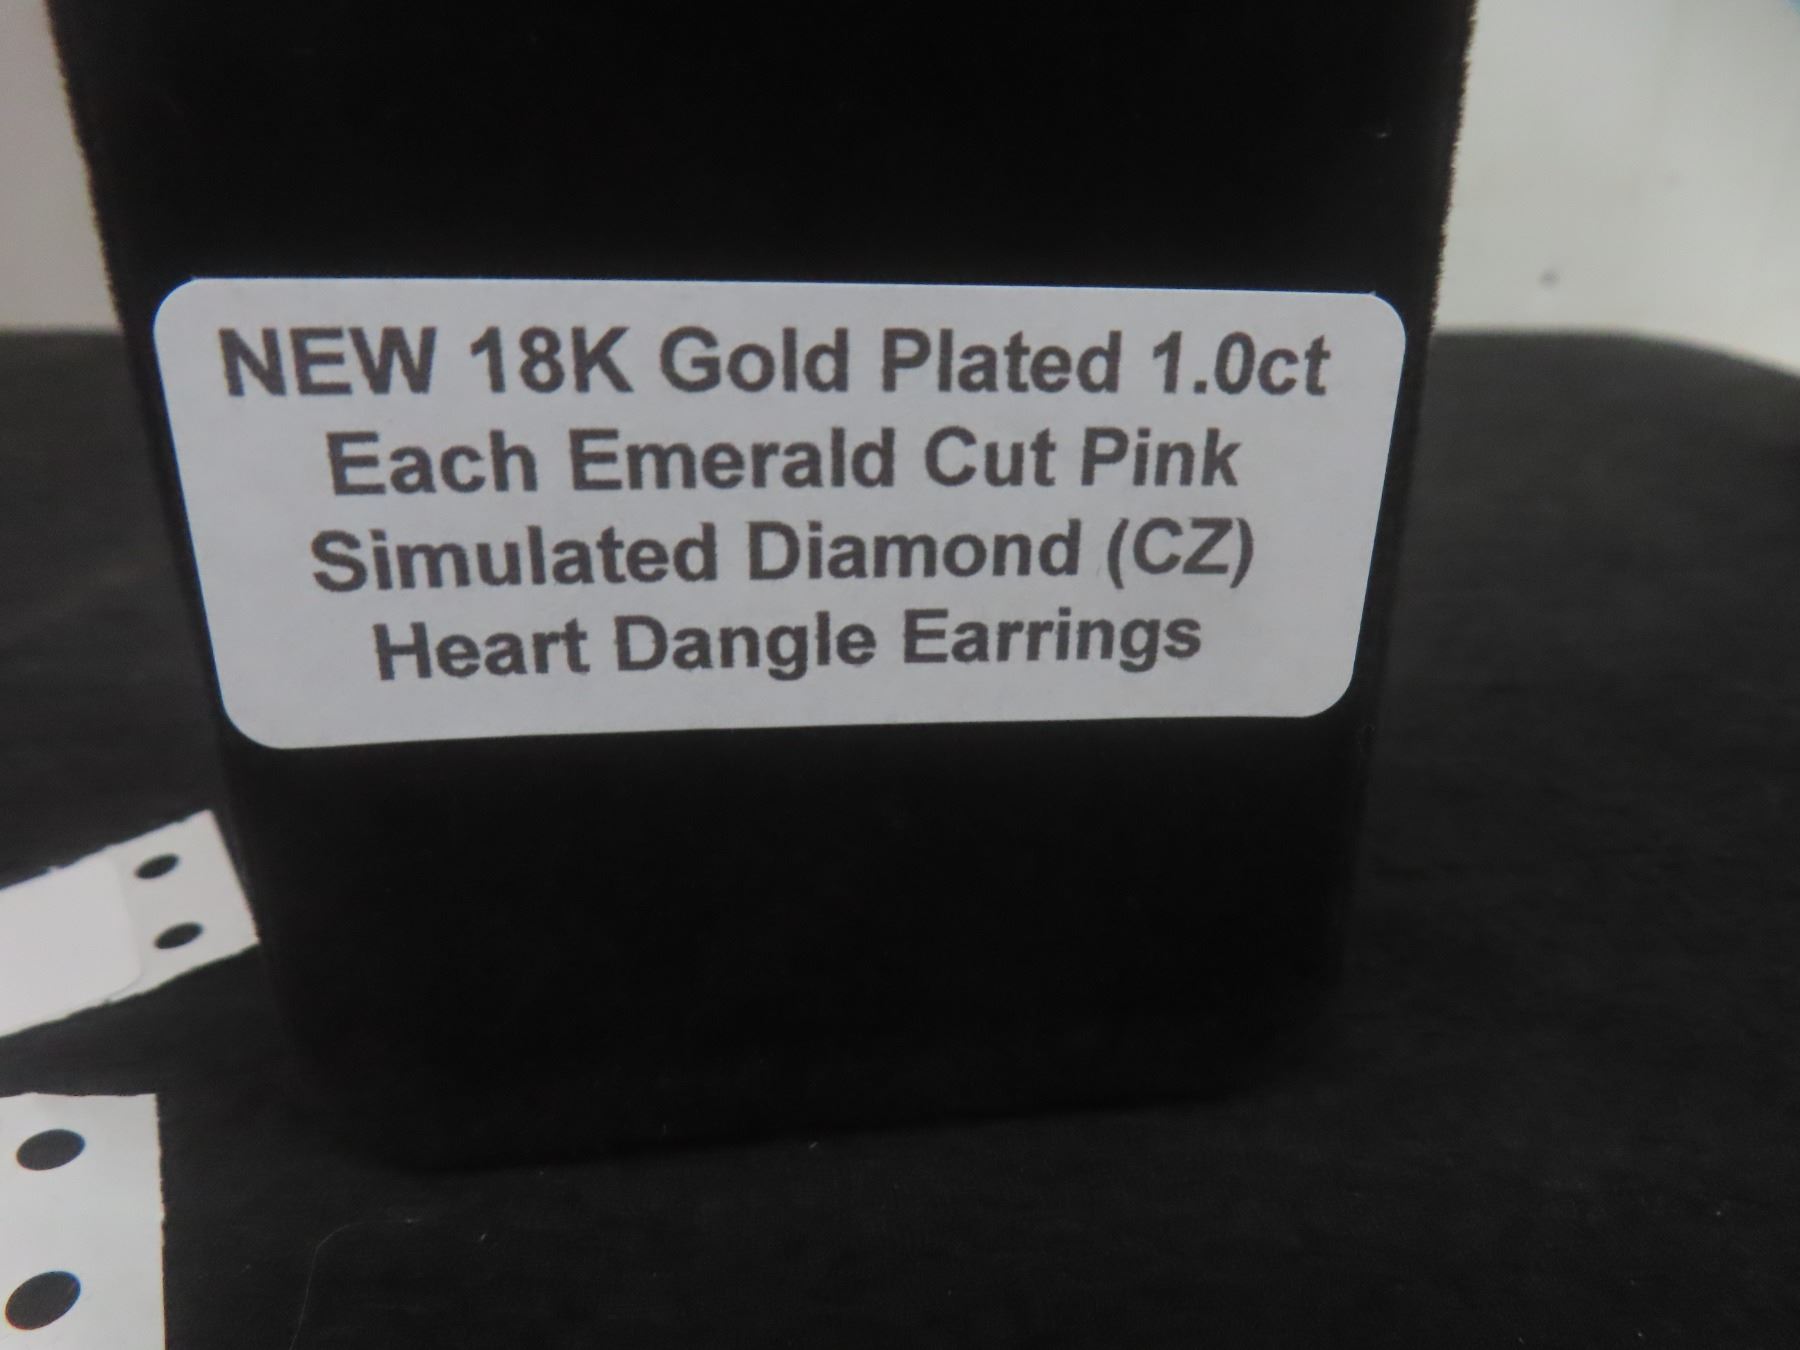 NEW 18K Gold Plated 1.0ct
Each Emerald Cut Pink
Simulated Diamond (CZ)
Heart Dangle Earrings